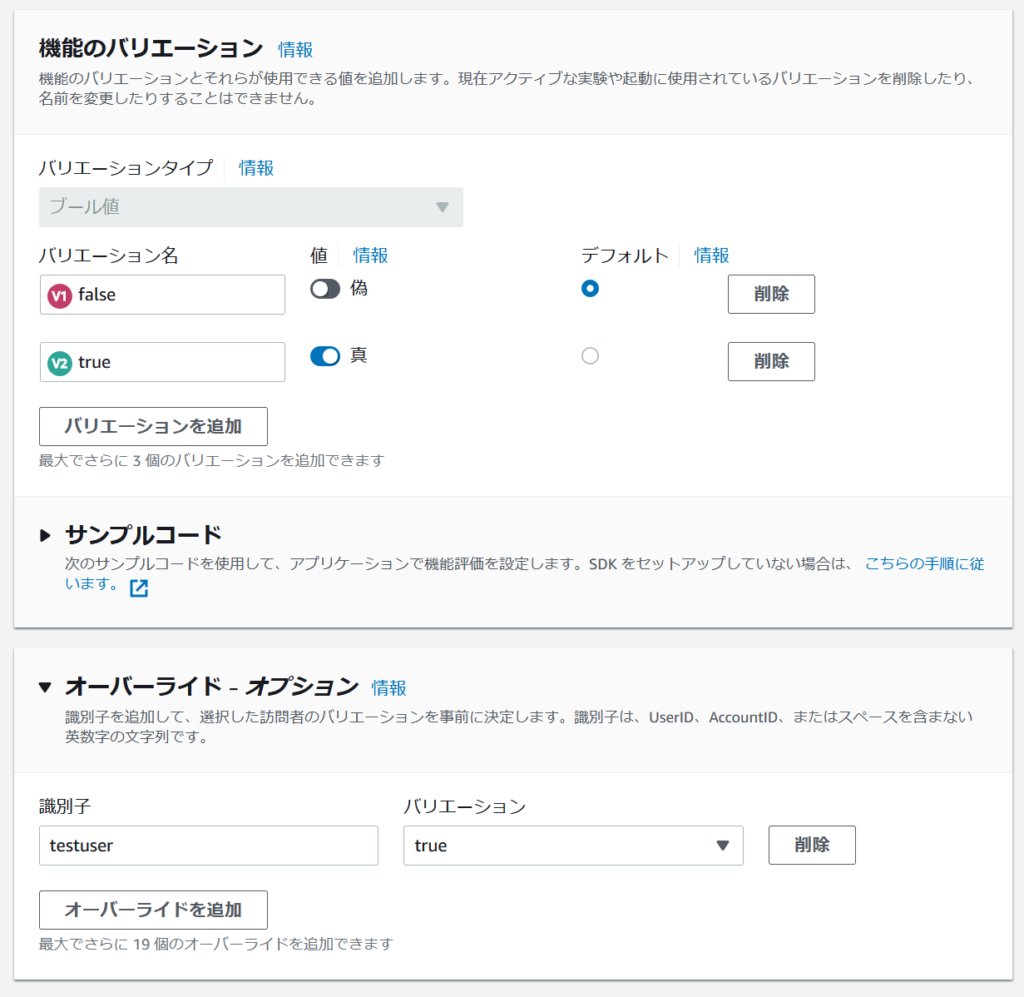 機能のバリエーション 情報
機能のバリエーションとそれらが使用できる値を追加します。現在アクティブな実験や起動に使用されているバリエーションを削除したり、
名前を変更したりすることはできません。
バリエーションタイプ 情報
ブール値
バリエーション名 値 情報 デフォルト 情報
V1 false 偽 削除
V2 true 真 削除
バリエーションを追加
最大でさらに 3 個のバリエーションを追加できます
サンプルコード
次のサンプルコードを使用して、アプリケーションで機能評価を設定します。SDK をセットアップしていない場合は、 こちらの手順に従
います。
オーバーライド - オプション 情報
識別子を追加して、選択した訪問者のバリエーションを事前に決定します。識別子は、UserID、AccountID、またはスペースを含まない
英数字の文字列です。
識別子 バリエーション
testuser true 削除
オーバーライドを追加
最大でさらに 19 個のオーバーライドを追加できます